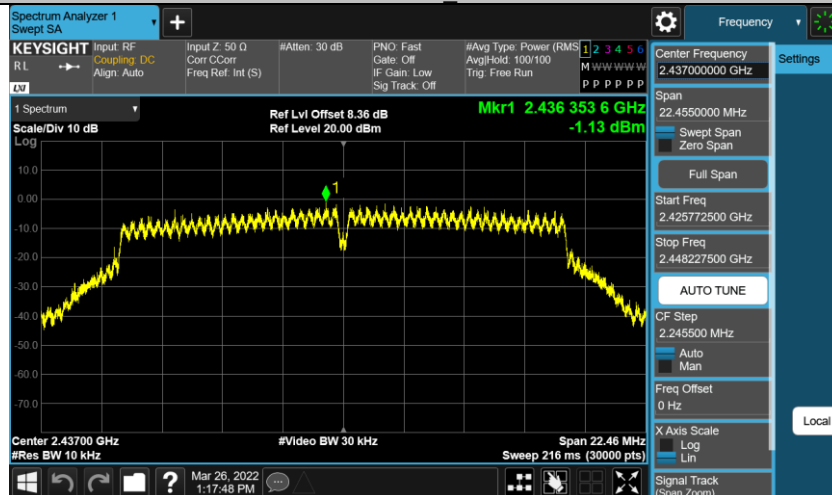 Spectrum Analyzer 1
Swept SA
Frequency
KEYSIGHT
RL
LXI
Input: RF
Coupling: DC
Align: Auto
Input Z: 50 Ω
Corr CCorr
Freq Ref: Int (S)
#Atten: 30 dB
PNO: Fast
Gate: Off
IF Gain: Low
Sig Track: Off
#Avg Type: Power (RMS
Avg|Hold: 100/100
Trig: Free Run
1 2 3 4 5 6
M W W W W W
P P P P P P
1 Spectrum
Scale/Div 10 dB
Log
Ref Lvl Offset 8.36 dB
Ref Level 20.00 dBm
Mkr1 2.436 353 6 GHz
-1.13 dBm
10.0
0.00
-10.0
-20.0
-30.0
-40.0
-50.0
-60.0
-70.0
1
Center 2.43700 GHz
#Res BW 10 kHz
#Video BW 30 kHz
Span 22.46 MHz
Sweep 216 ms (30000 pts)
Mar 26, 2022
1:17:48 PM
Center Frequency
2.437000000 GHz
Settings
Span
22.4550000 MHz
Swept Span
Zero Span
Full Span
Start Freq
2.425772500 GHz
Stop Freq
2.448227500 GHz
AUTO TUNE
CF Step
2.245500 MHz
Auto
Man
Freq Offset
0 Hz
X Axis Scale
Log
Lin
Local
Signal Track
(Span Zoom)